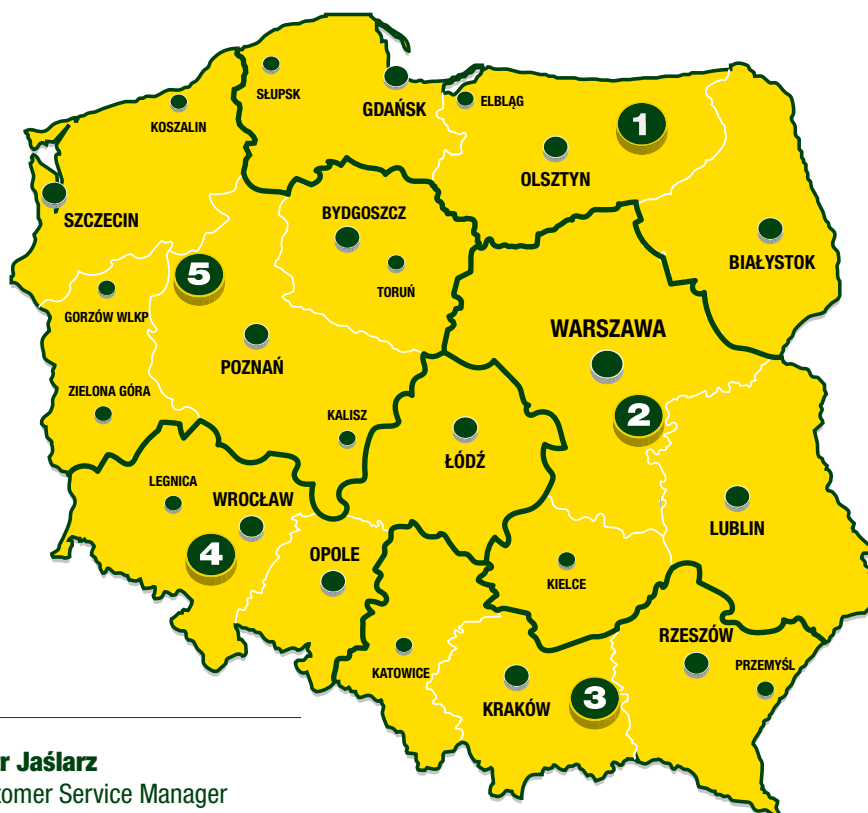 SŁUPSK
GDAŃSK
ELBLĄG
KOSZALIN
1
OLSZTYN
SZCZECIN
BYDGOSZCZ
BIAŁYSTOK
5
TORUŃ
GORZÓW WLKP
WARSZAWA
POZNAŃ
ZIELONA GÓRA
KALISZ
2
ŁÓDŹ
LEGNICA
WROCŁAW
LUBLIN
4
OPOLE
KIELCE
RZESZÓW
PRZEMYŚL
KATOWICE
KRAKÓW
3
r Jaślarz
tomer Service Manager